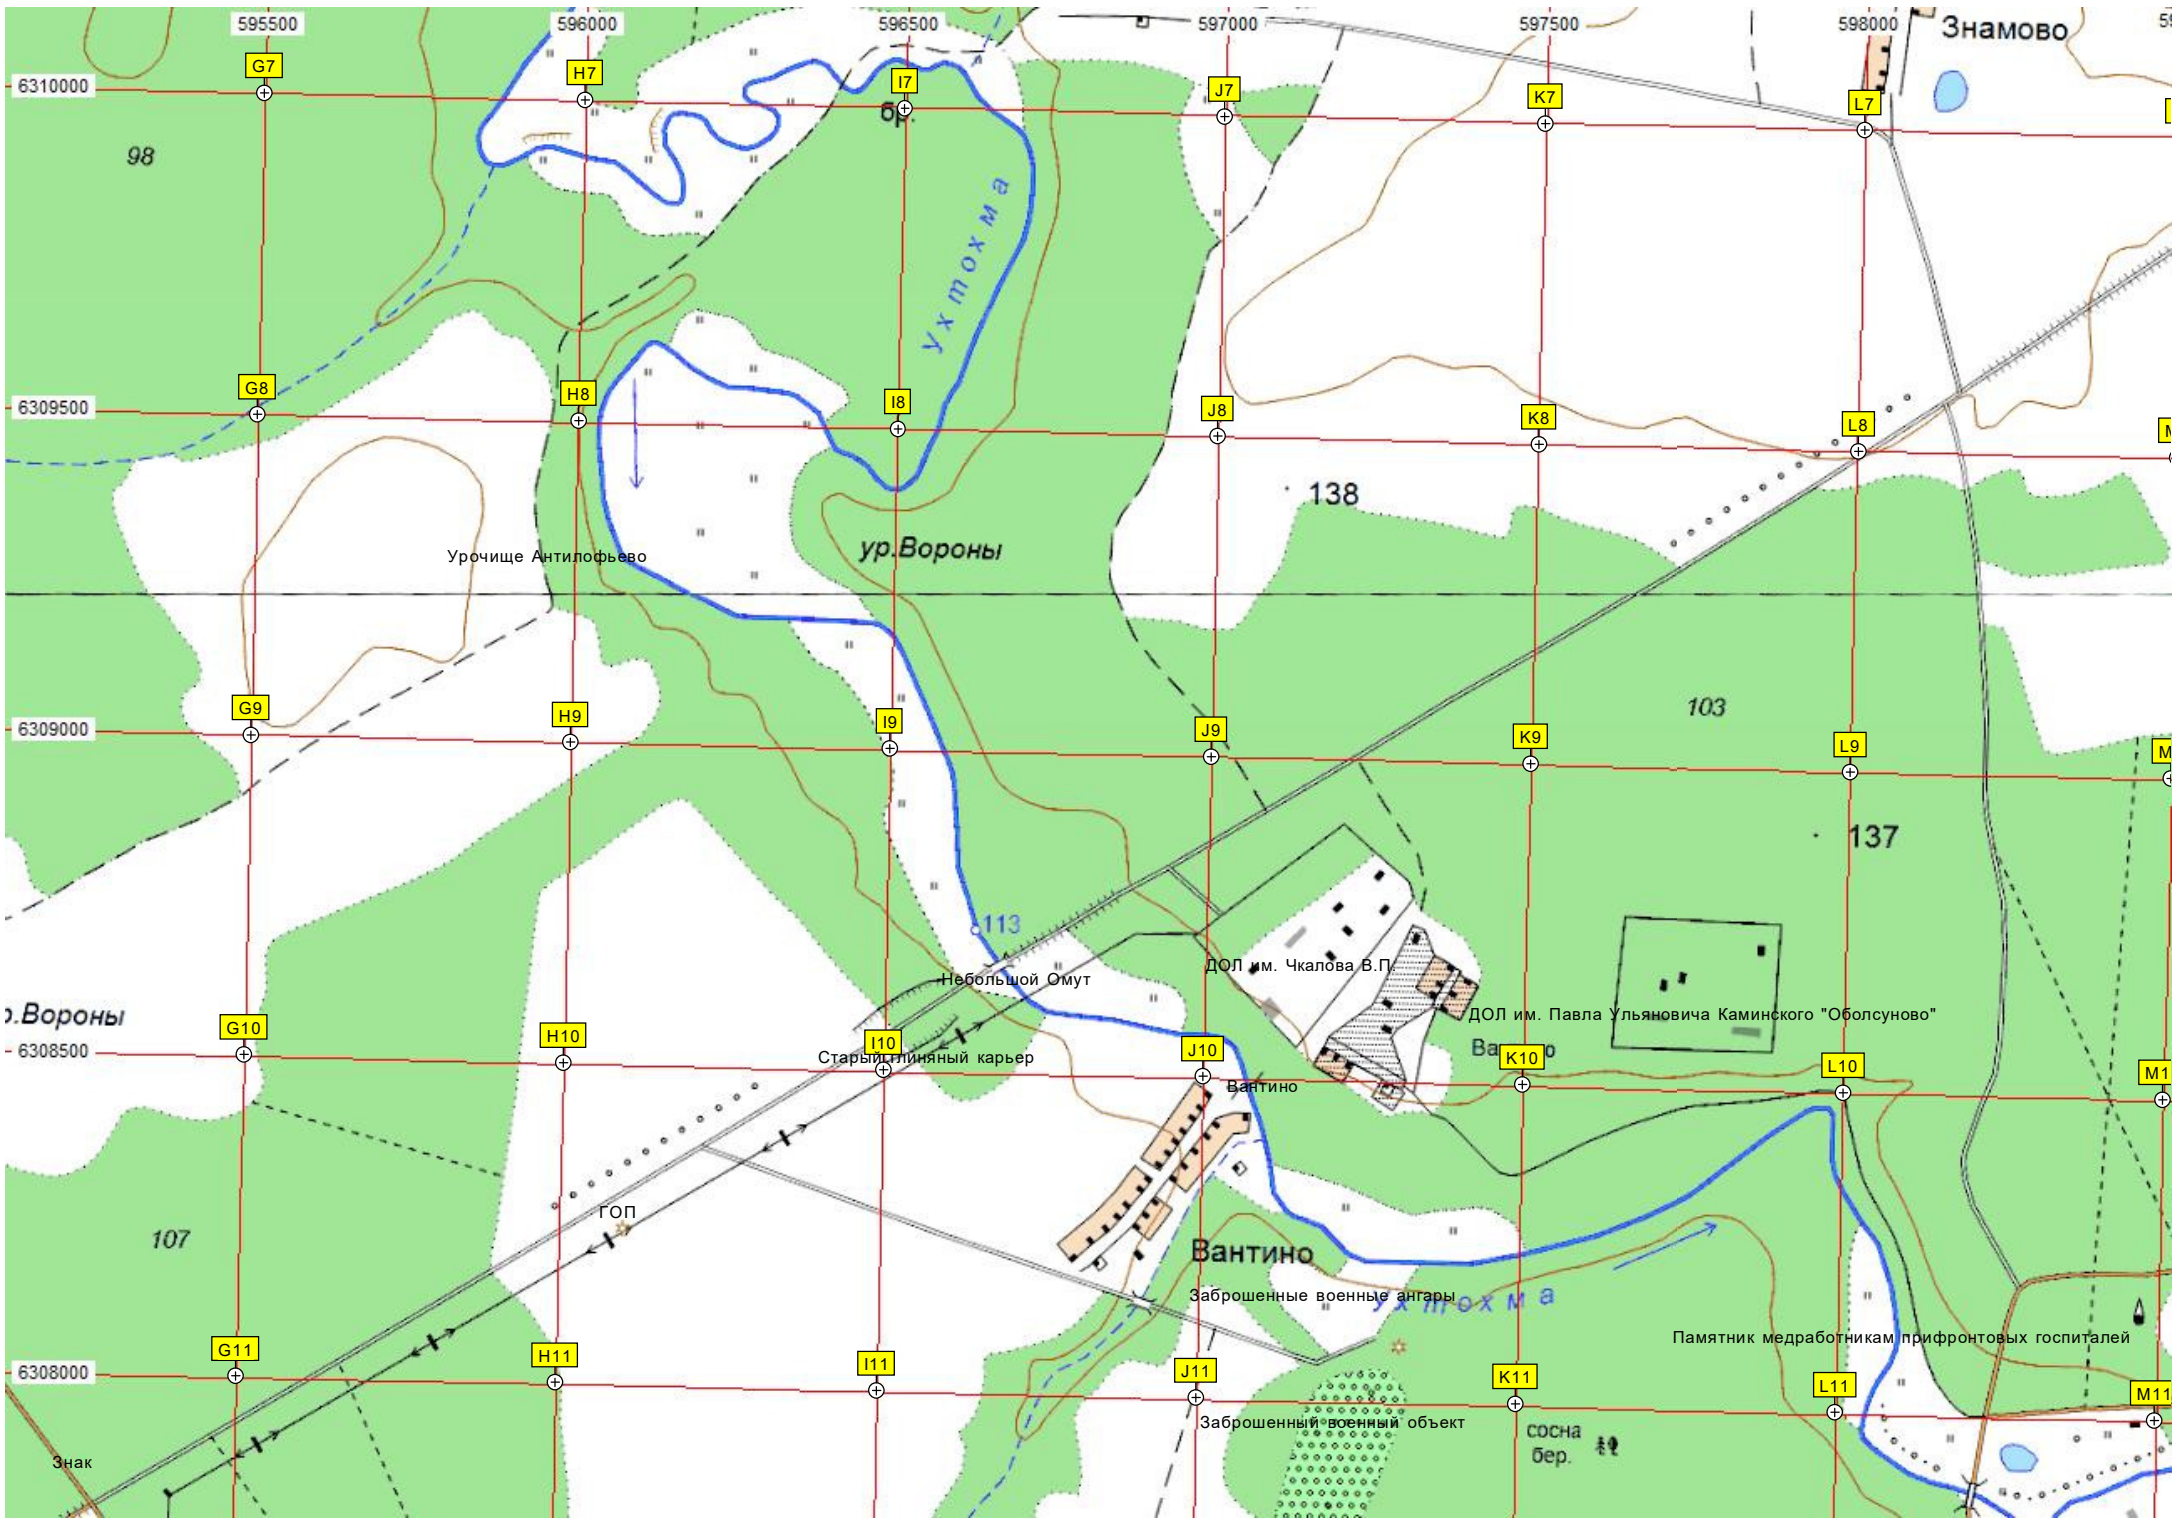 595500 596000 596500 597000 597500 598000
Знамово
6310000 G7 H7 I7 J7 K7 L7
бр.
98
Ухтохма
6309500 G8 H8 I8 J8 K8 L8
138
ур.Вороны
Урочище Антилофьево
103
6309000 G9 H9 I9 J9 K9 L9
137
113
ДОЛ им. Чкалова В.П.
Небольшой Омут
ДОЛ им. Павла Ульяновича Каминского "Оболсуново"
р.Вороны
6308500 G10 H10 I10 J10 K10 L10
Старый глиняный карьер
Вантино
ГОП
107
Вантино
Заброшенные военные ангары
Ухтохма
Памятник медработникам прифронтовых госпиталей
6308000 G11 H11 I11 J11 K11 L11 M11
Заброшенный военный объект
сосна
бер.
Знак